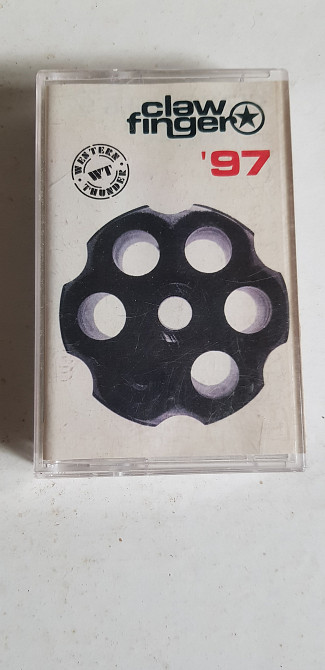 claw
finger
'97
WESTERN
WT
THUNDER